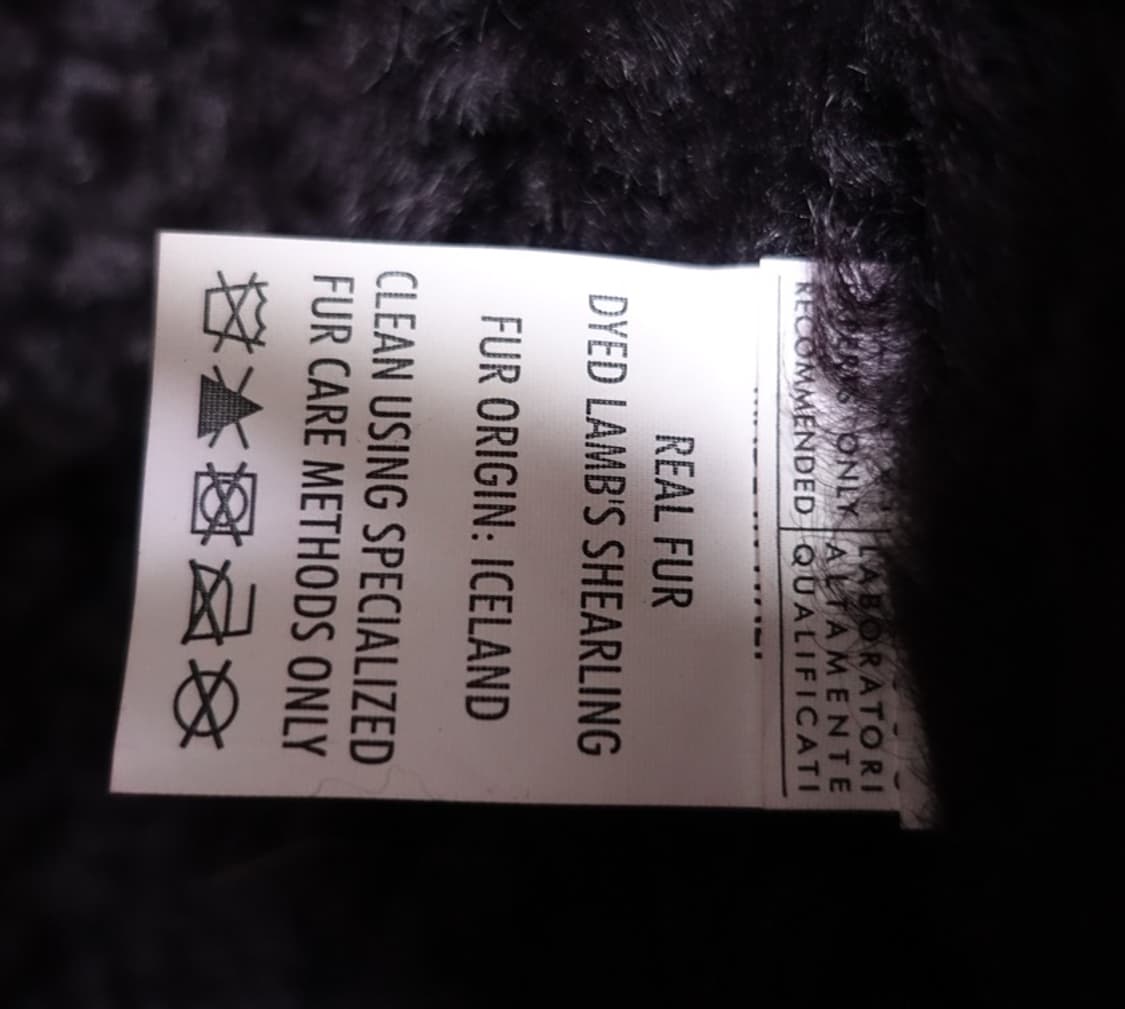 REAL FUR
DYED LAMB'S SHEARLING
FUR ORIGIN: ICELAND
CLEAN USING SPECIALIZED
FUR CARE METHODS ONLY
ONLY
RECOMMENDED
LABORATORI
ALTAMENTE
QUALIFICATI